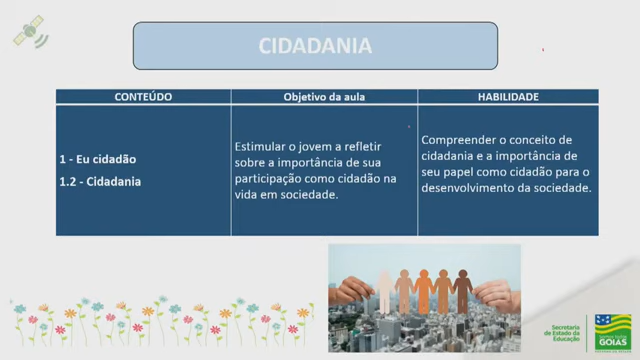 CIDADANIA
CONTEÚDO
Objetivo da aula
HABILIDADE
1 - Eu cidadão
1.2 - Cidadania
Estimular o jovem a refletir
sobre a importância de sua
participação como cidadão na
vida em sociedade.
Compreender o conceito de
cidadania e a importância de
seu papel como cidadão para o
desenvolvimento da sociedade.
Secretaria
de Estado da
Educação
GOIÁS